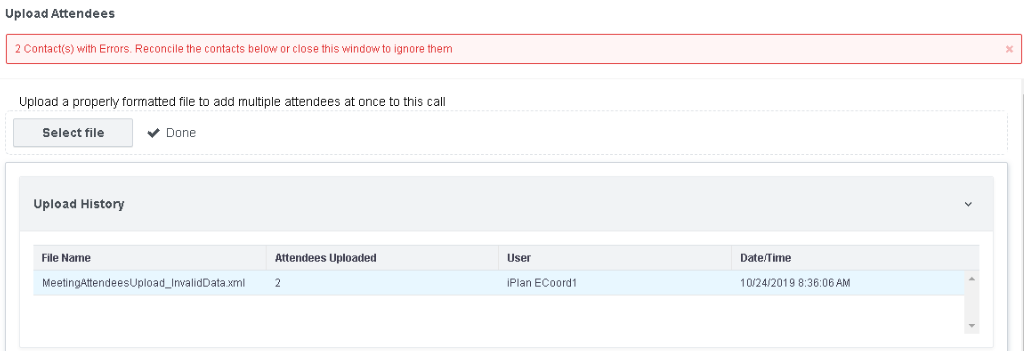 Upload Attendees
2 Contact(s) with Errors. Reconcile the contacts below or close this window to ignore them
Upload a properly formatted file to add multiple attendees at once to this call
Select file Done
Upload History
File Name Attendees Uploaded User Date/Time
MeetingAttendeesUpload_InvalidData.xml 2 iPlan ECoord1 10/24/2019 8:36:06 AM